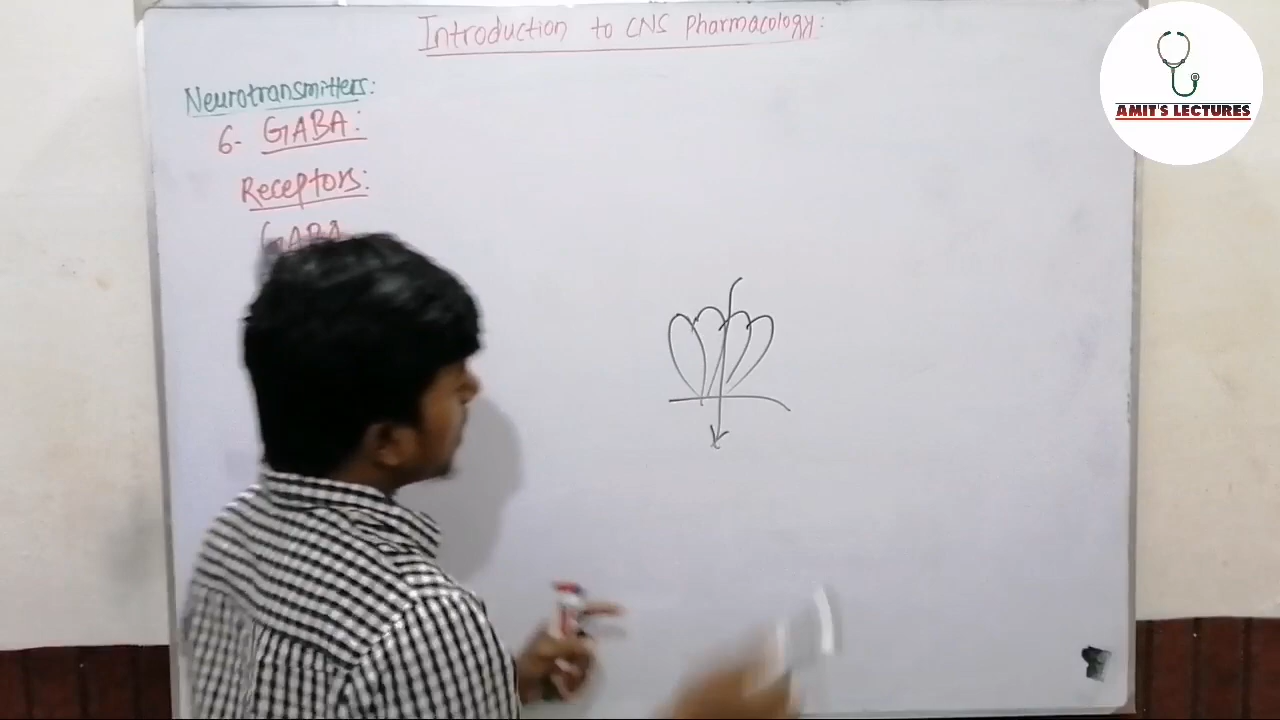 Introduction to CNS Pharmacology:
Neurotransmitters:
6- GABA:
Receptors:
GABA
AMIT'S LECTURES